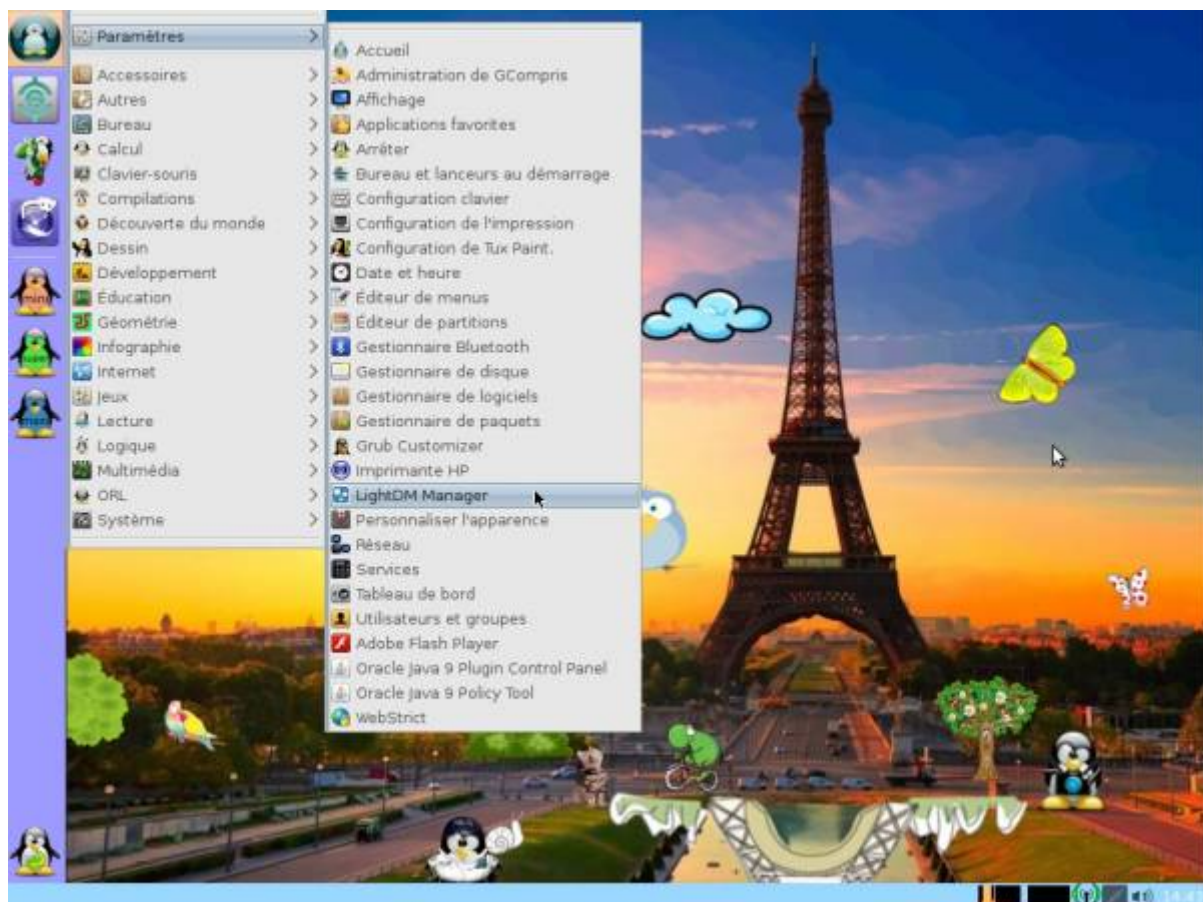 Paramètres
Accessoires
Autres
Bureau
Calcul
Clavier-souris
Compilations
Découverte du monde
Dessin
Développement
Éducation
Géométrie
Infographie
Internet
Jeux
Lecture
Logique
Multimédia
ORL
Système
Accueil
Administration de GCompris
Affichage
Applications favorites
Arrêter
Bureau et lanceurs au démarrage
Configuration clavier
Configuration de l'impression
Configuration de Tux Paint.
Date et heure
Éditeur de menus
Éditeur de partitions
Gestionnaire Bluetooth
Gestionnaire de disque
Gestionnaire de logiciels
Gestionnaire de paquets
Grub Customizer
Imprimante HP
LightDM Manager
Personnaliser l'apparence
Réseau
Services
Tableau de bord
Utilisateurs et groupes
Adobe Flash Player
Oracle Java 9 Plugin Control Panel
Oracle Java 9 Policy Tool
WebStrict
mini
super
maxi